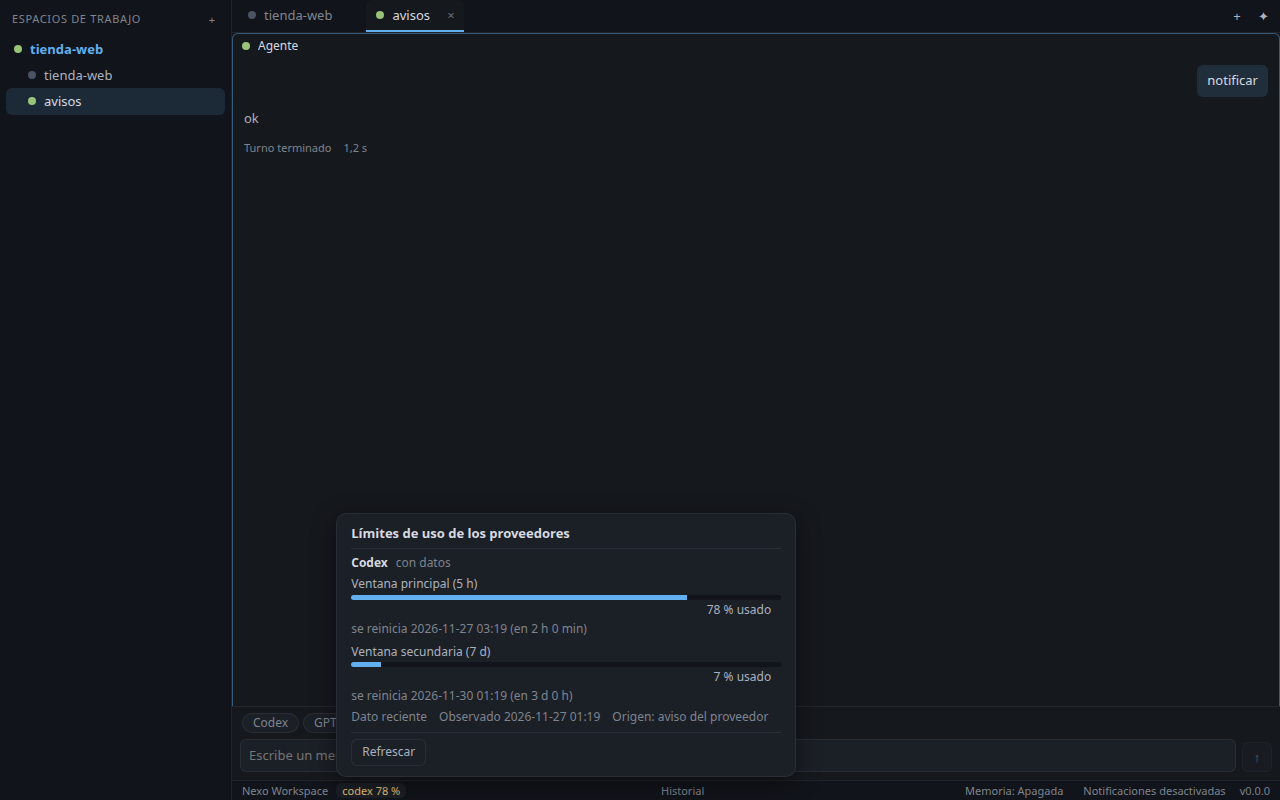 ESPACIOS DE TRABAJO +
tienda-web
tienda-web
avisos
tienda-web avisos × + ✦
Agente
notificar
ok
Turno terminado 1,2 s
Límites de uso de los proveedores
Codex con datos
Ventana principal (5 h)
78 % usado
se reinicia 2026-11-27 03:19 (en 2 h 0 min)
Ventana secundaria (7 d)
7 % usado
se reinicia 2026-11-30 01:19 (en 3 d 0 h)
Dato reciente Observado 2026-11-27 01:19 Origen: aviso del proveedor
Refrescar
Codex GPT
Escribe un me
↑
Nexo Workspace codex 78 % Historial Memoria: Apagada Notificaciones desactivadas v0.0.0